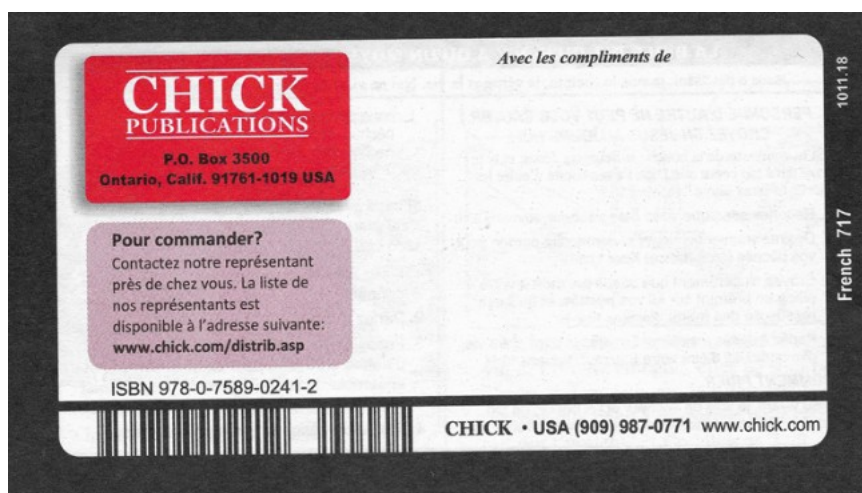 CHICK
PUBLICATIONS
P.O. Box 3500
Ontario, Calif. 91761-1019 USA
Avec les compliments de
Pour commander?
Contactez notre représentant
près de chez vous. La liste de
nos représentants est
disponible à l'adresse suivante:
www.chick.com/distrib.asp
ISBN 978-0-7589-0241-2
CHICK • USA (909) 987-0771 www.chick.com
French 717
1011.18